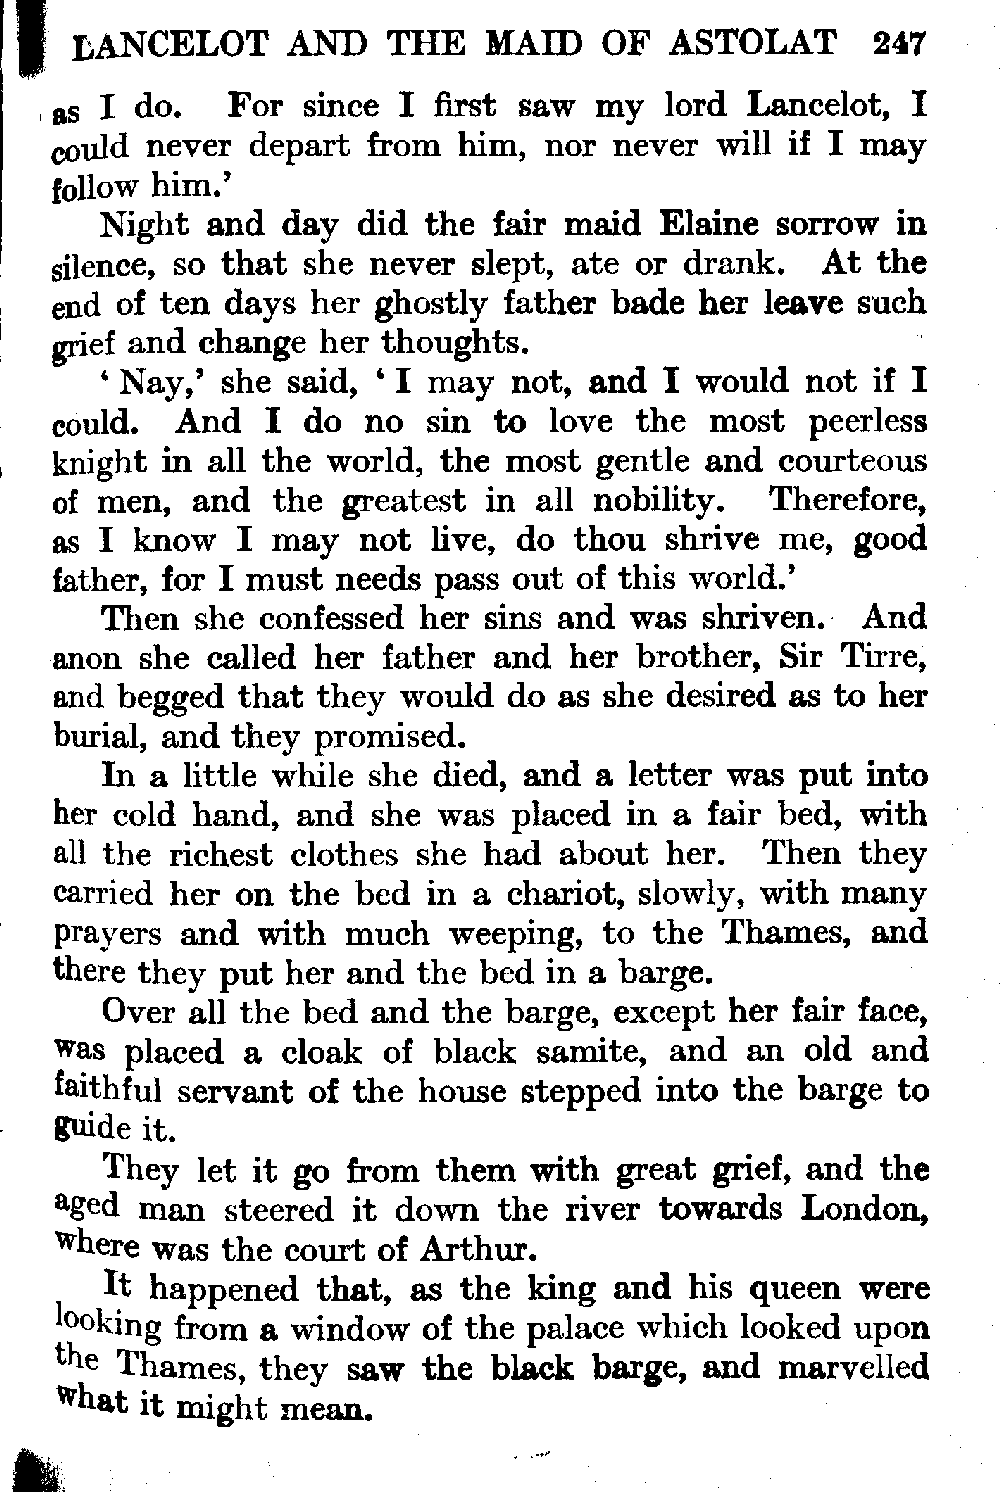 LANCELOT AND THE MAID OF ASTOLAT 247
as I do. For since I first saw my lord Lancelot, I
could never depart from him, nor never will if I may
follow him.’
Night and day did the fair maid Elaine sorrow in
silence, so that she never slept, ate or drank. At the
end of ten days her ghostly father bade her leave such
grief and change her thoughts.
‘ Nay,’ she said, ‘ I may not, and I would not if I
could. And I do no sin to love the most peerless
knight in all the world, the most gentle and courteous
of men, and the greatest in all nobility. Therefore,
as I know I may not live, do thou shrive me, good
father, for I must needs pass out of this world.’
Then she confessed her sins and was shriven. And
anon she called her father and her brother, Sir Tirre,
and begged that they would do as she desired as to her
burial, and they promised.
In a little while she died, and a letter was put into
her cold hand, and she was placed in a fair bed, with
all the richest clothes she had about her. Then they
carried her on the bed in a chariot, slowly, with many
prayers and with much weeping, to the Thames, and
there they put her and the bed in a barge.
Over all the bed and the barge, except her fair face,
was placed a cloak of black samite, and an old and
faithful servant of the house stepped into the barge to
guide it.
They let it go from them with great grief, and the
aged man steered it down the river towards London,
where was the court of Arthur.
It happened that, as the king and his queen were
looking from a window of the palace which looked upon
the Thames, they saw the black barge, and marvelled
what it might mean.